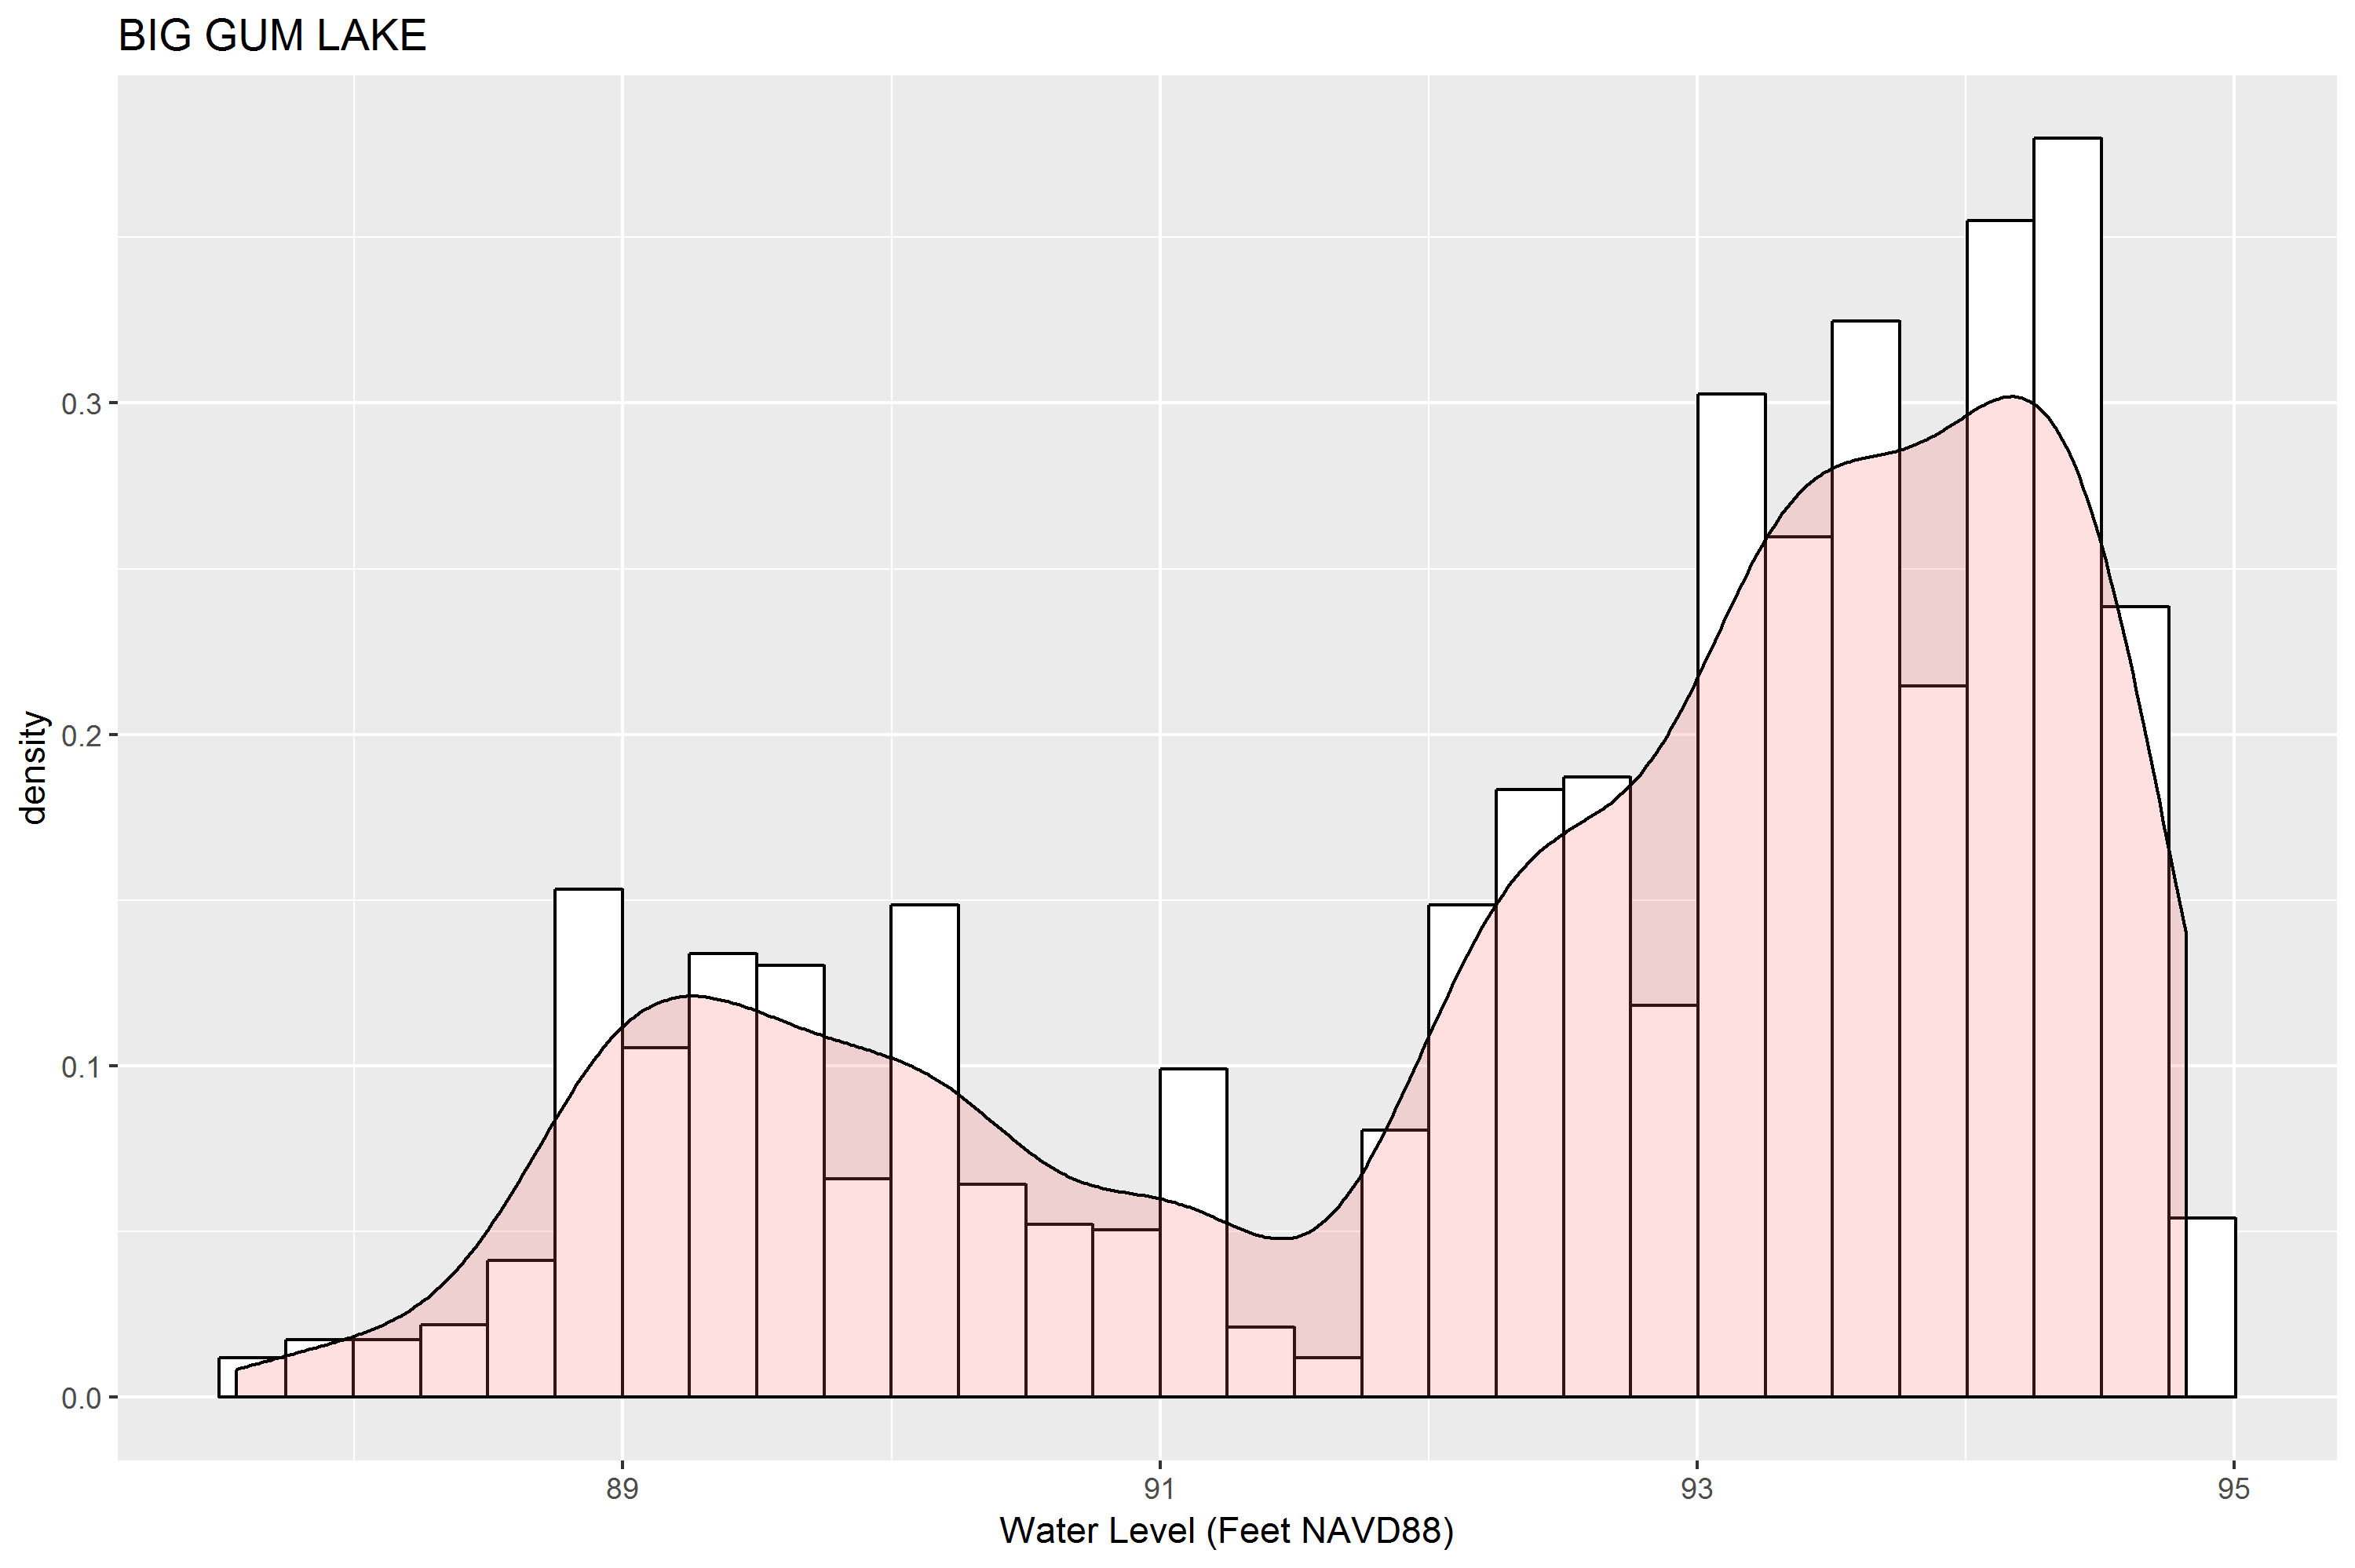 BIG GUM LAKE
density
0.3
0.2
0.1
0.0
89 91 93 95
Water Level (Feet NAVD88)